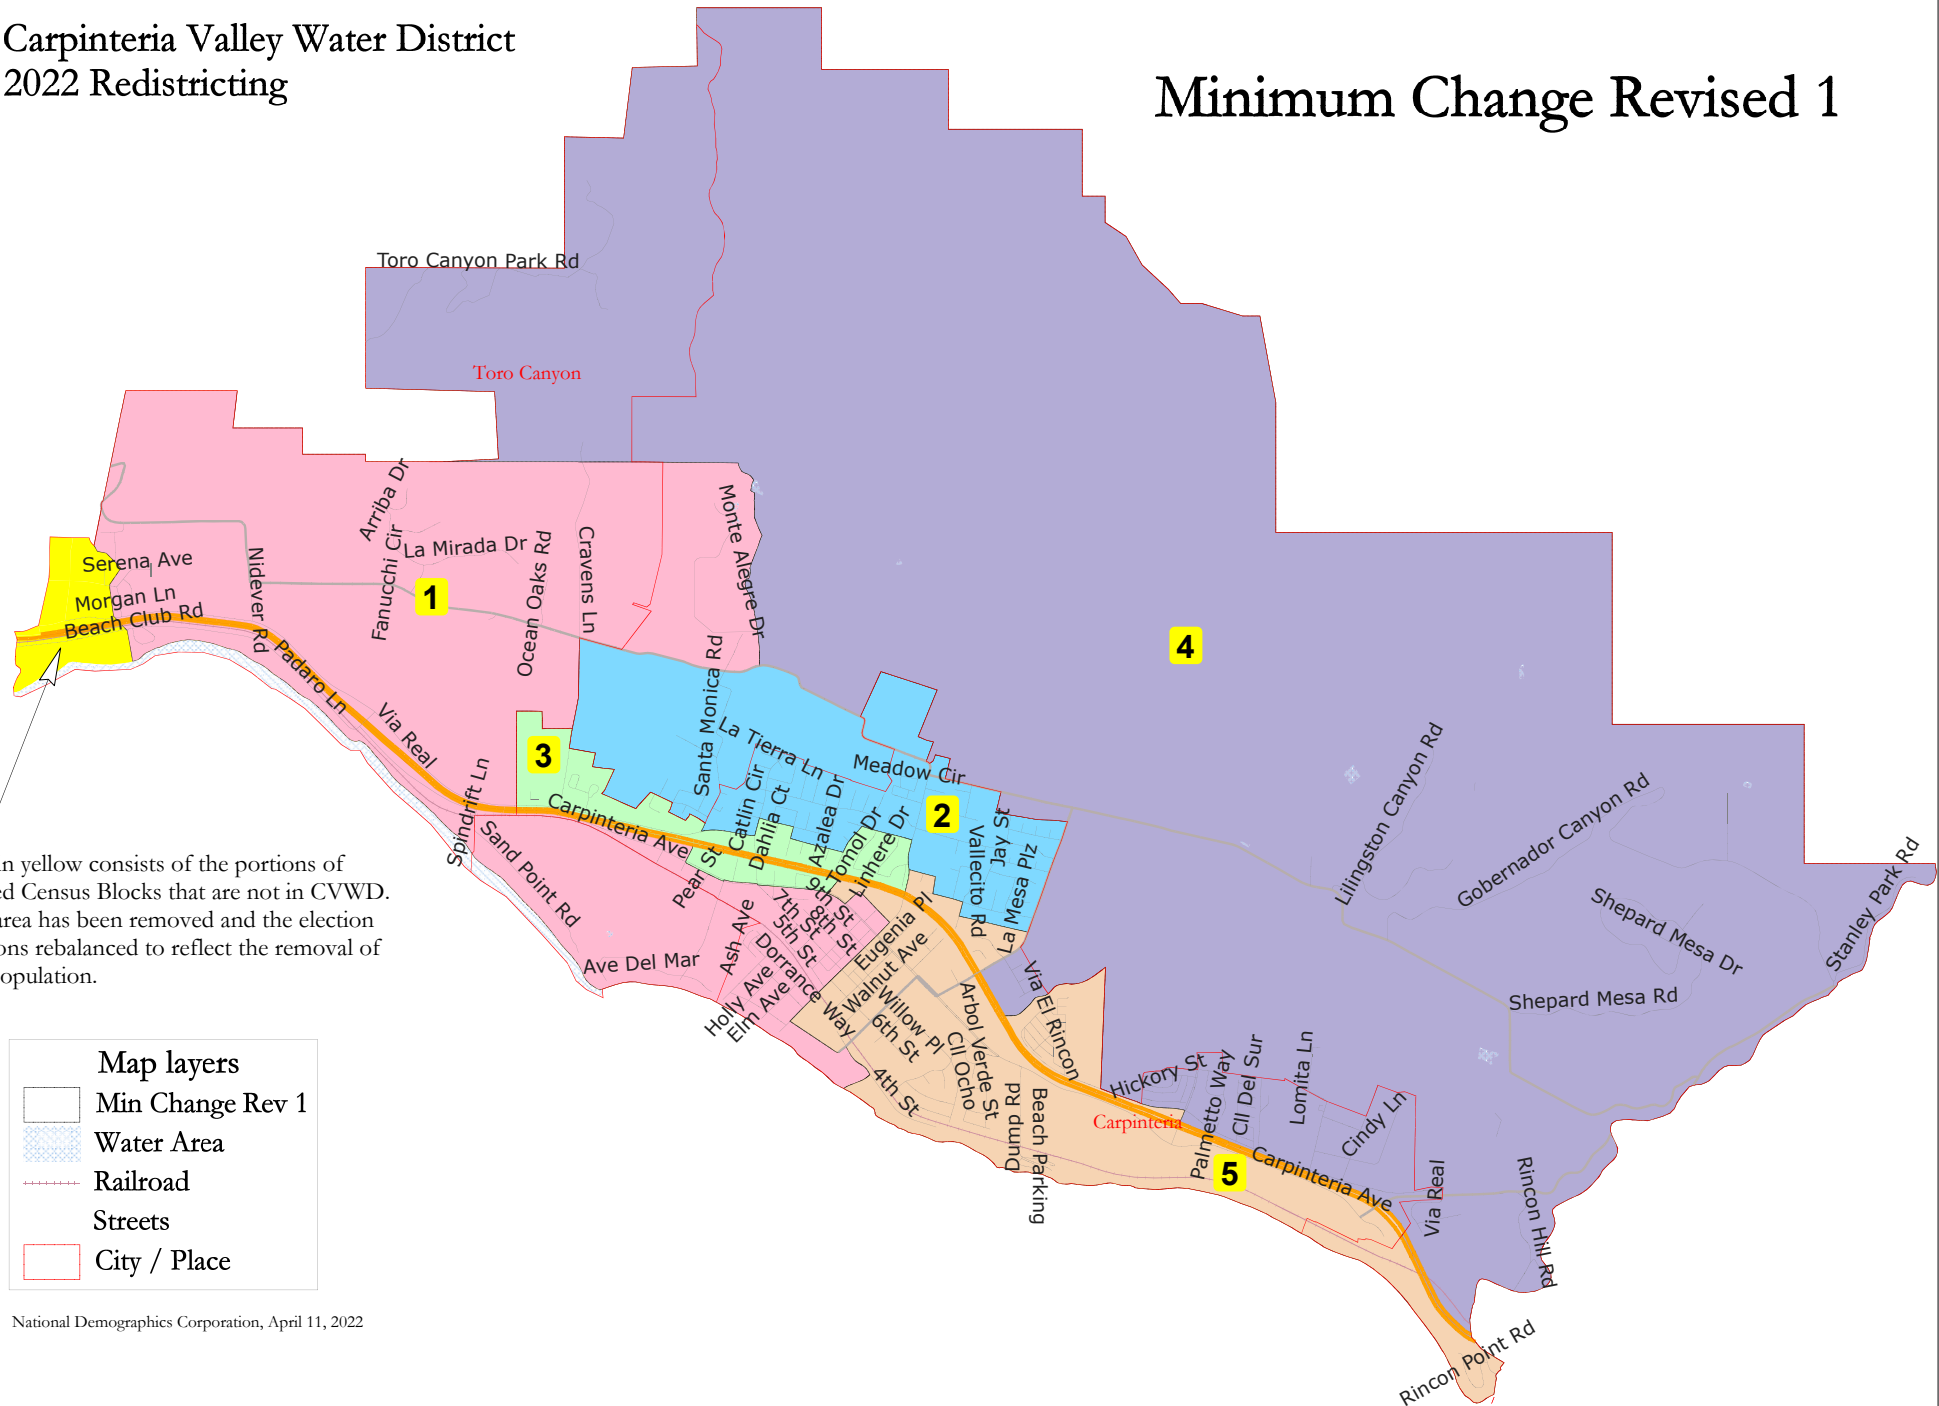 Carpinteria Valley Water District
2022 Redistricting
Minimum Change Revised 1
Toro Canyon Park Rd
Toro Canyon
Arriba Dr
Fanuchi Cir
La Mirada Dr
Ocean Oaks Rd
Cravens Ln
Monte Alegre Dr
Serena Ave
Morgan Ln
Beach Club Rd
Nidever Rd
1
4
Padaro Ln
Via Real
Spindrift Ln
Sand Point Rd
3
Santa Monica Rd
La Tierra Ln
Meadow Cir
Carpinteria Ave
Catlin Cir
Dahlia Ct
Azalea Dr
Tomol Dr
Linhere Dr
2
Vallecito Rd
Jay St
La Mesa Plz
Lillingston Canyon Rd
Gobernador Canyon Rd
Shepard Mesa Dr
Shepard Mesa Rd
Stanley Park Rd
Pear St
Ash Ave
9th St
8th St
7th St
5th St
Eugenia Pl
Walnut Ave
Dorrance Way
Holly Ave
Elm Ave
Ave Del Mar
Willow Pl
6th St
4th St
Arbol Verde St
Cll Ocho
Dump Rd
Beach Parking
Via El Rincon
Hickory St
Carpinteria
Palmetto Way
Cll Del Sur
Lomita Ln
Cindy Ln
5
Carpinteria Ave
Via Real
Rincon Hill Rd
Rincon Point Rd
in yellow consists of the portions of
ed Census Blocks that are not in CVWD.
area has been removed and the election
ons rebalanced to reflect the removal of
opulation.
Map layers
Min Change Rev 1
Water Area
Railroad
Streets
City / Place
National Demographics Corporation, April 11, 2022